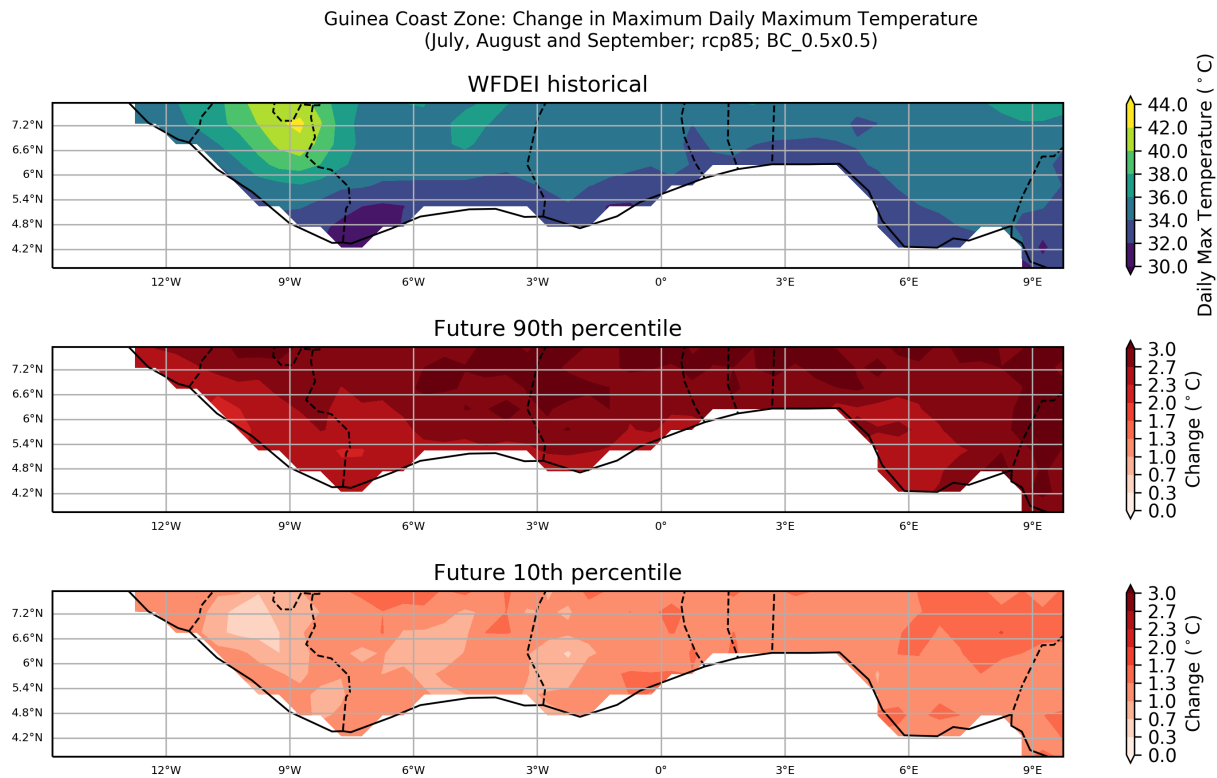 Guinea Coast Zone: Change in Maximum Daily Maximum Temperature
(July, August and September; rcp85; BC_0.5x0.5)
WFDEI historical
7.2°N
6.6°N
6°N
5.4°N
4.8°N
4.2°N
12°W 9°W 6°W 3°W 0° 3°E 6°E 9°E
44.0
42.0
40.0
38.0
36.0
34.0
32.0
30.0
Daily Max Temperature (°C)
Future 90th percentile
7.2°N
6.6°N
6°N
5.4°N
4.8°N
4.2°N
12°W 9°W 6°W 3°W 0° 3°E 6°E 9°E
3.0
2.7
2.3
2.0
1.7
1.3
1.0
0.7
0.3
0.0
Change (°C)
Future 10th percentile
7.2°N
6.6°N
6°N
5.4°N
4.8°N
4.2°N
12°W 9°W 6°W 3°W 0° 3°E 6°E 9°E
3.0
2.7
2.3
2.0
1.7
1.3
1.0
0.7
0.3
0.0
Change (°C)